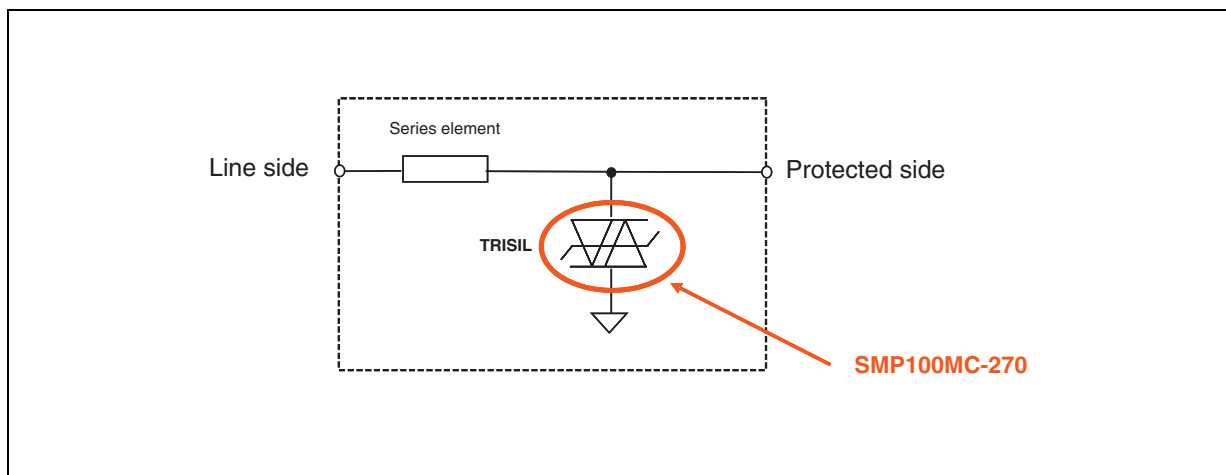 Series element
Line side
Protected side
TRISIL
SMP100MC-270